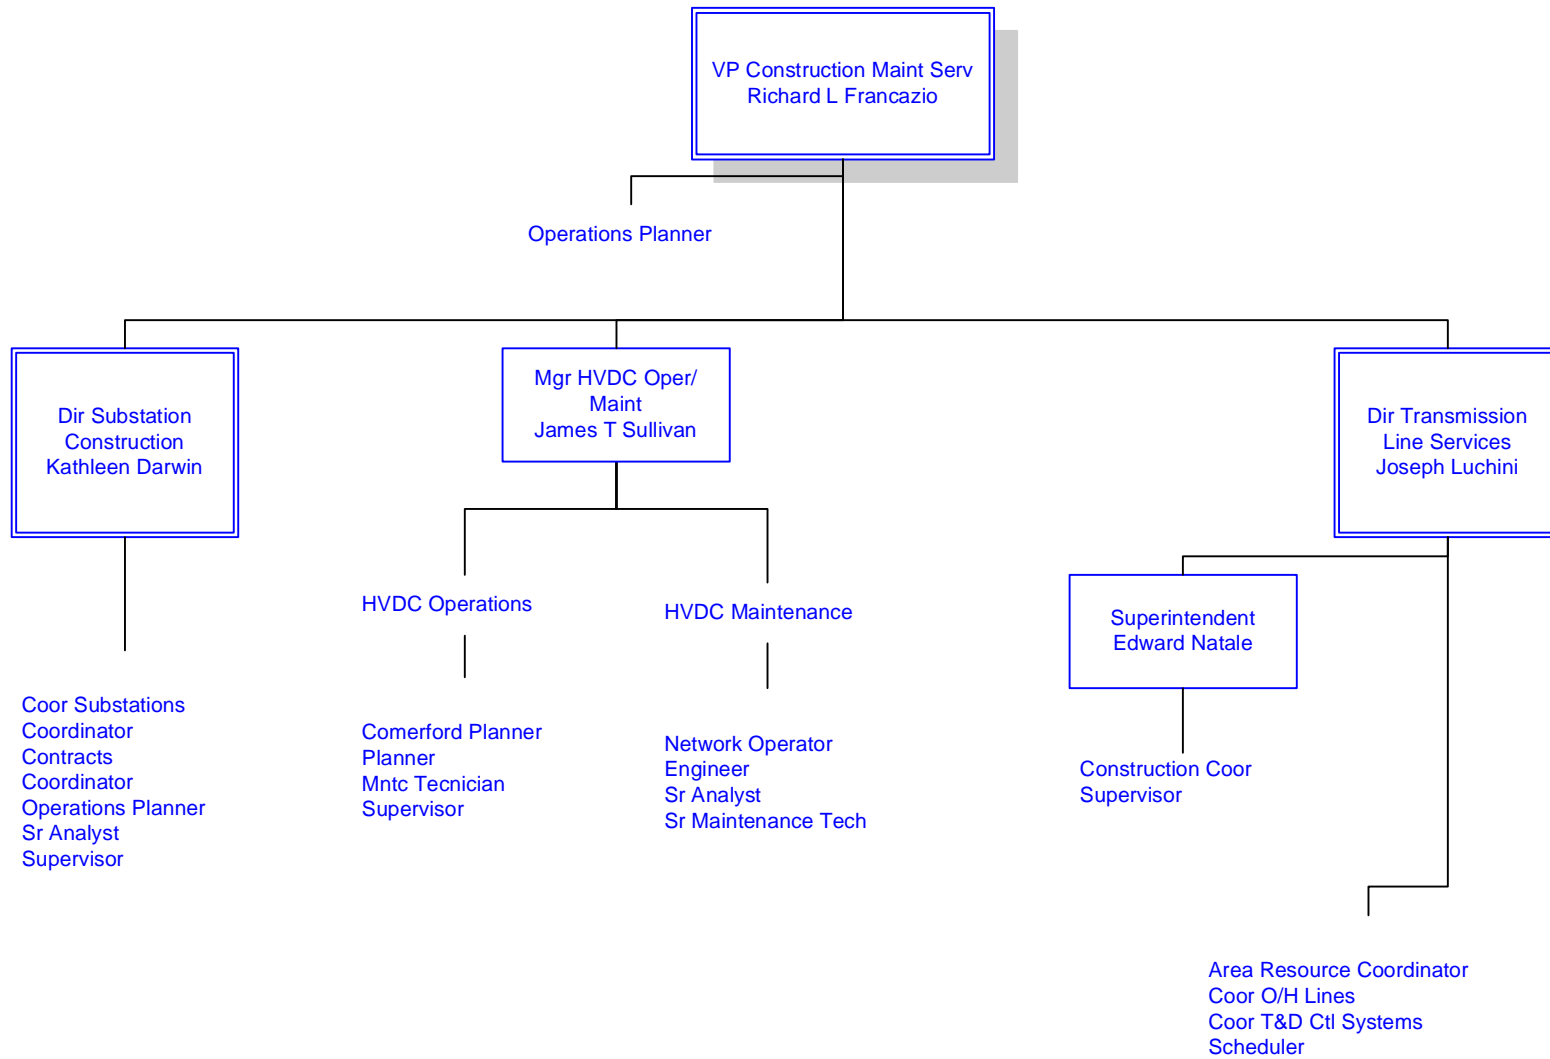 VP Construction Maint Serv
Richard L Francazio
Operations Planner
Dir Substation
Construction
Kathleen Darwin
Mgr HVDC Oper/
Maint
James T Sullivan
Dir Transmission
Line Services
Joseph Luchini
HVDC Operations
HVDC Maintenance
Superintendent
Edward Natale
Coor Substations
Coordinator
Contracts
Coordinator
Operations Planner
Sr Analyst
Supervisor
Comerford Planner
Planner
Mntc Tecnician
Supervisor
Network Operator
Engineer
Sr Analyst
Sr Maintenance Tech
Construction Coor
Supervisor
Area Resource Coordinator
Coor O/H Lines
Coor T&D Ctl Systems
Scheduler